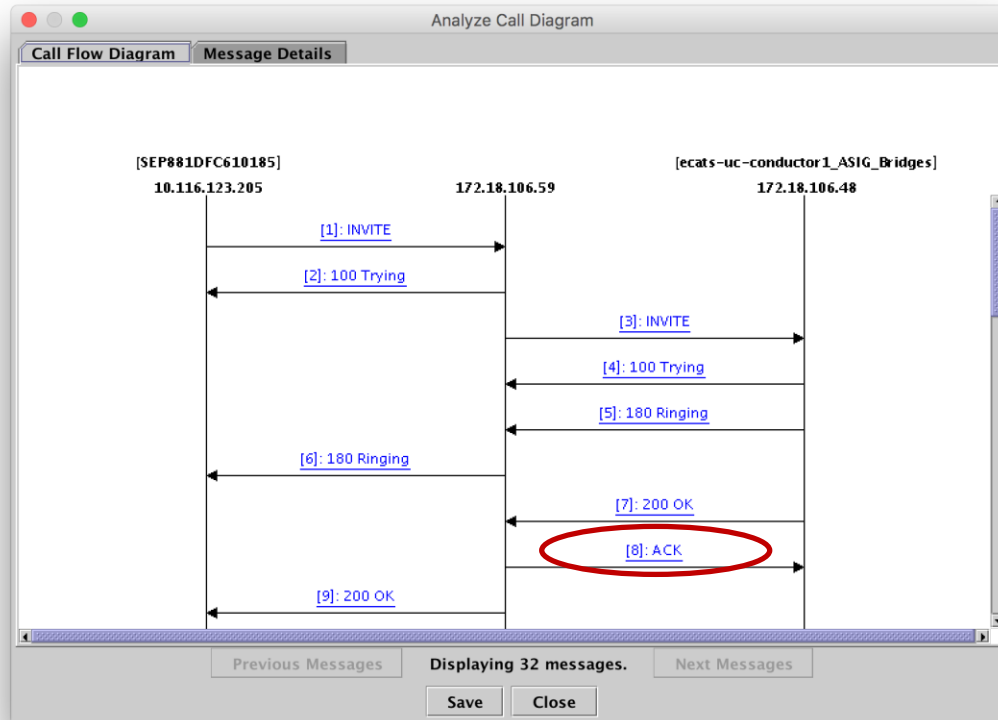 Analyze Call Diagram
Call Flow Diagram Message Details
[SEP881DFC610185] [ecats-uc-conductor1_ASIG_Bridges]
10.116.123.205 172.18.106.59 172.18.106.48
[1]: INVITE
[2]: 100 Trying
[3]: INVITE
[4]: 100 Trying
[5]: 180 Ringing
[6]: 180 Ringing
[7]: 200 OK
[8]: ACK
[9]: 200 OK
Previous Messages Displaying 32 messages. Next Messages
Save Close